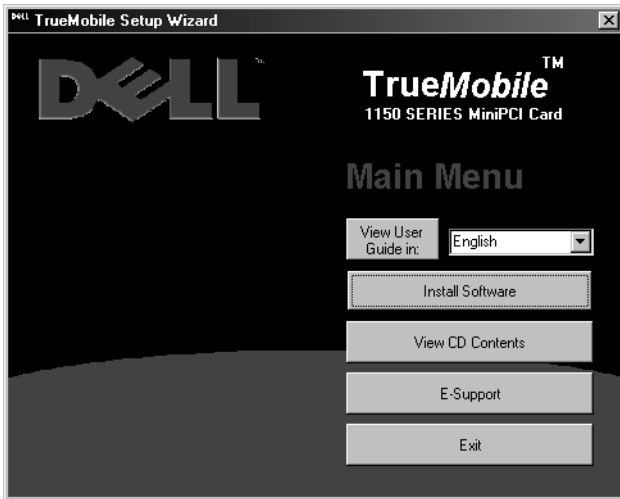 DELL TrueMobile Setup Wizard
DELL™
TrueMobile™
1150 SERIES MiniPCI Card
Main Menu
View User
Guide in:
English
Install Software
View CD Contents
E-Support
Exit